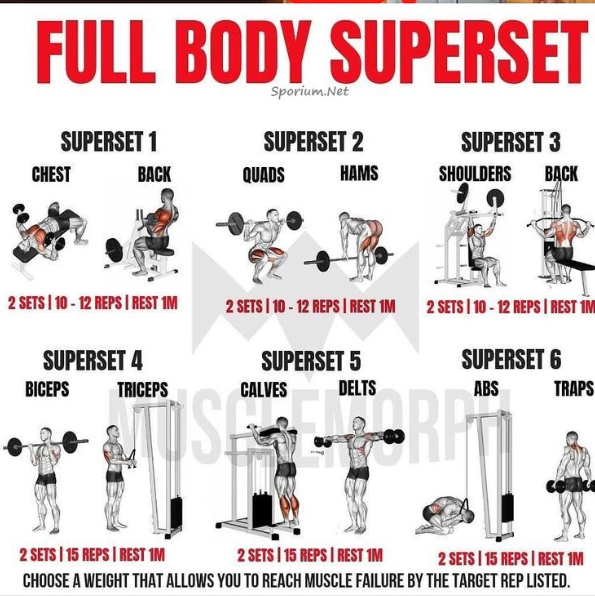 FULL BODY SUPERSET
Sporium.Net
SUPERSET 1
CHEST BACK
2 SETS | 10 - 12 REPS | REST 1M
SUPERSET 2
QUADS HAMS
2 SETS | 10 - 12 REPS | REST 1M
SUPERSET 3
SHOULDERS BACK
2 SETS | 10 - 12 REPS | REST 1M
SUPERSET 4
BICEPS TRICEPS
2 SETS | 15 REPS | REST 1M
SUPERSET 5
CALVES DELTS
2 SETS | 15 REPS | REST 1M
SUPERSET 6
ABS TRAPS
2 SETS | 15 REPS | REST 1M
MUSCLEMORPH
CHOOSE A WEIGHT THAT ALLOWS YOU TO REACH MUSCLE FAILURE BY THE TARGET REP LISTED.